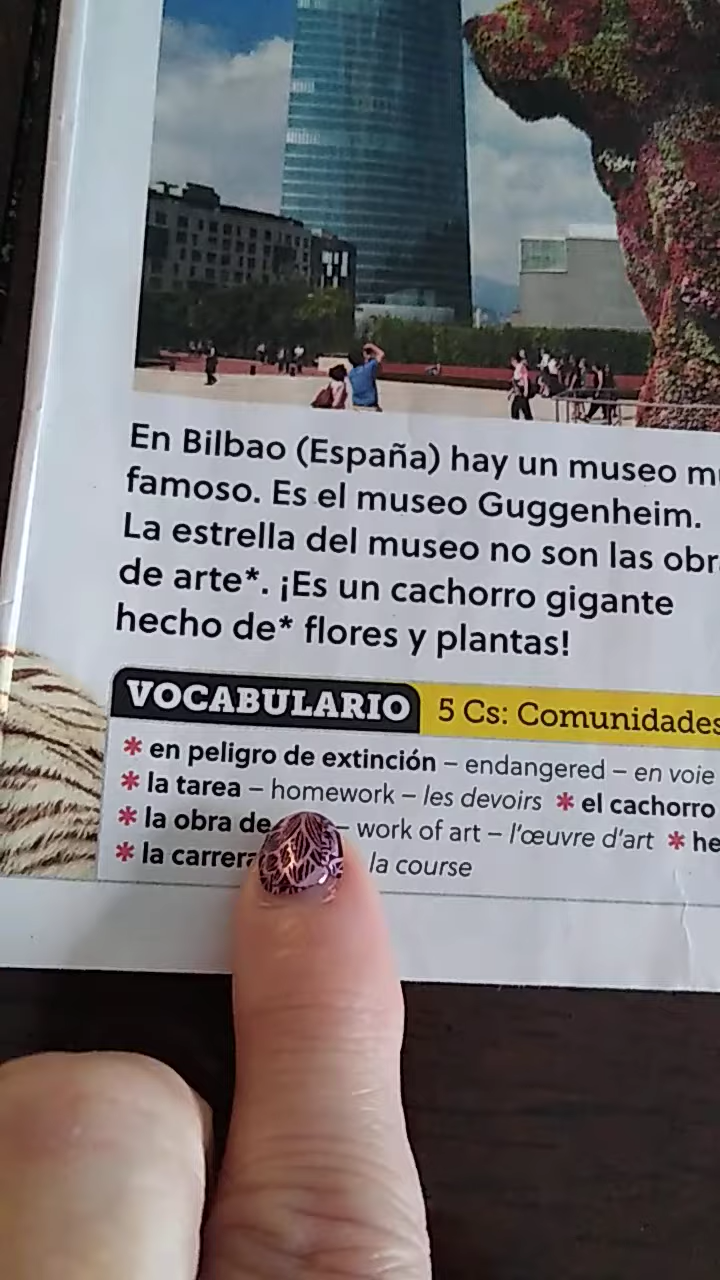 En Bilbao (España) hay un museo
famoso. Es el museo Guggenheim.
La estrella del museo no son las
de arte*. ¡Es un cachorro gigante
hecho de* flores y plantas!
VOCABULARIO 5 Cs: Comunidades
* en peligro de extinción – endangered – en voie
* la tarea – homework – les devoirs * el cachorro
* la obra de – work of art – l'œuvre d'art *
* la carrera la course